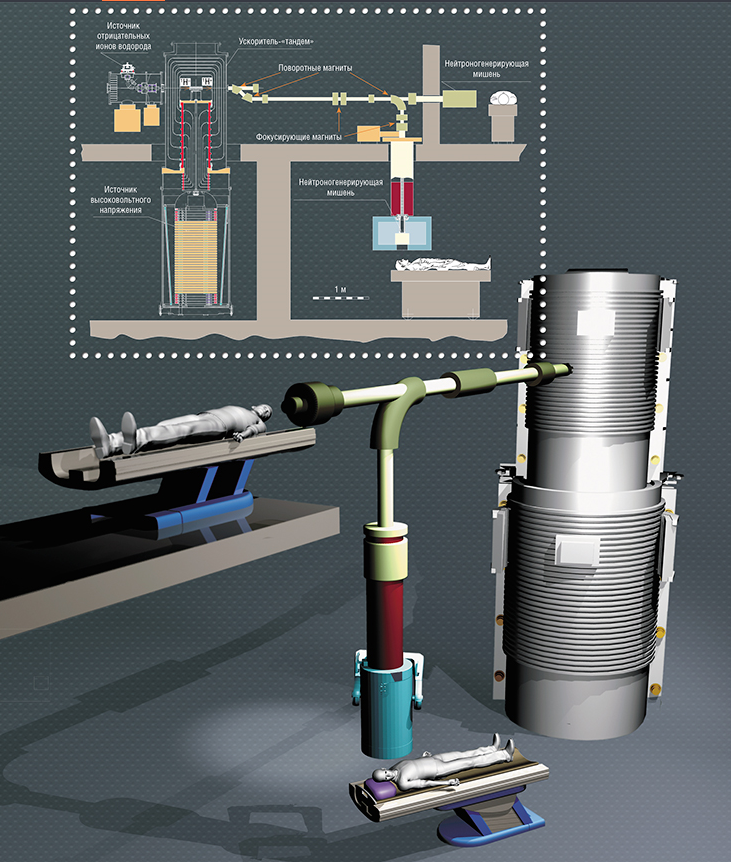 Источник
отрицательных
ионов водорода
Ускоритель-«тандем»
Поворотные магниты
Нейтроногенерирующая
мишень
Фокусирующие магниты
Нейтроногенерирующая
мишень
Источник
высоковольтного
напряжения
1 м